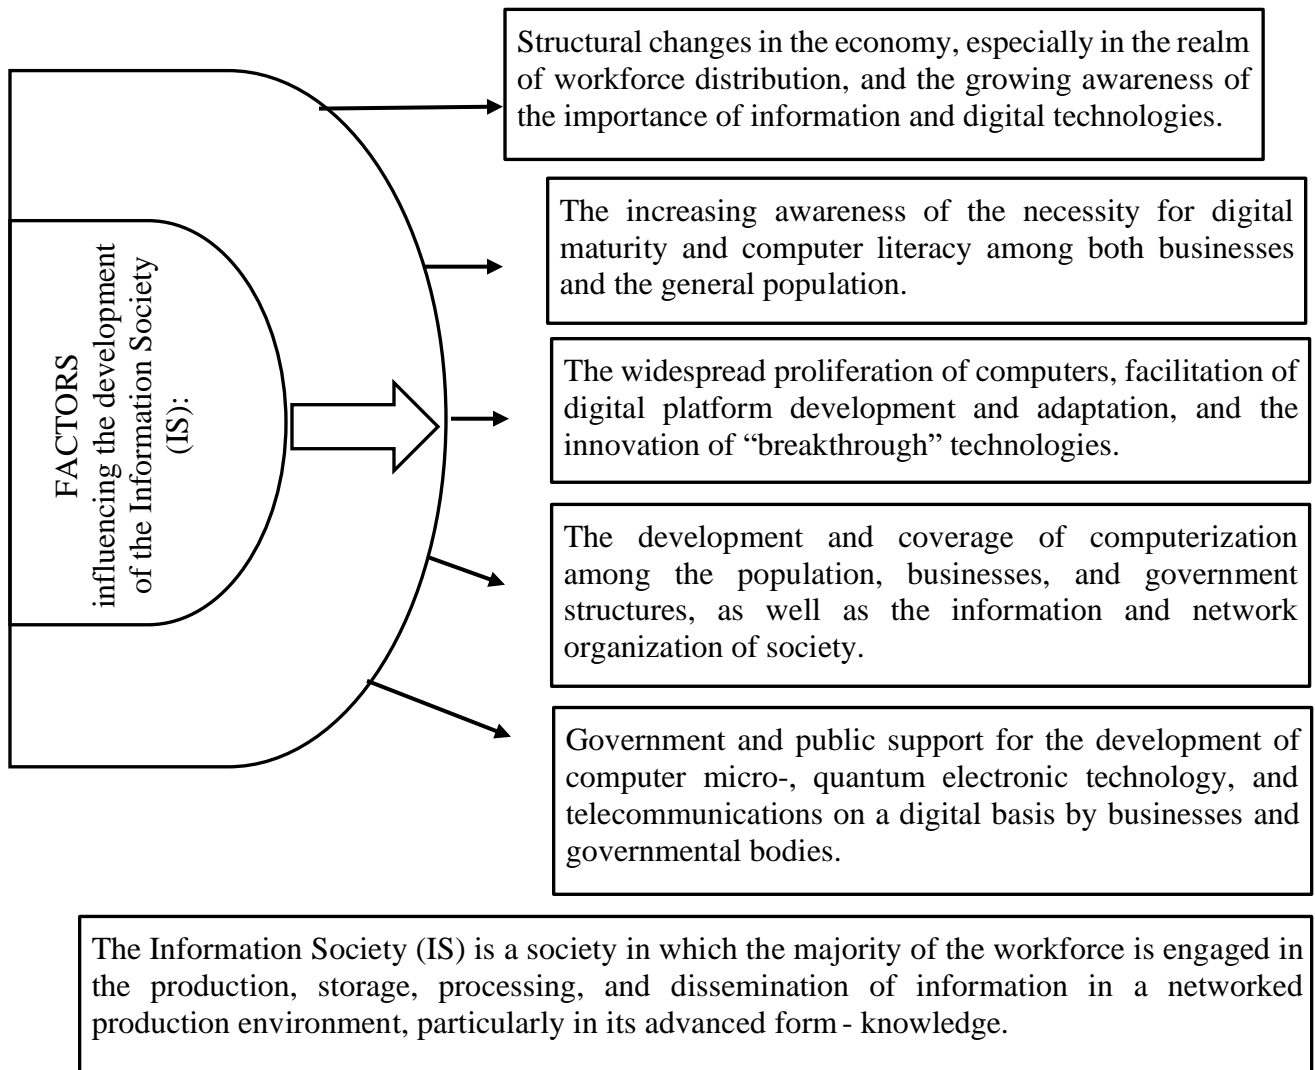 FACTORS
influencing the development
of the Information Society
(IS):
Structural changes in the economy, especially in the realm
of workforce distribution, and the growing awareness of
the importance of information and digital technologies.
The increasing awareness of the necessity for digital
maturity and computer literacy among both businesses
and the general population.
The widespread proliferation of computers, facilitation of
digital platform development and adaptation, and the
innovation of “breakthrough” technologies.
The development and coverage of computerization
among the population, businesses, and government
structures, as well as the information and network
organization of society.
Government and public support for the development of
computer micro-, quantum electronic technology, and
telecommunications on a digital basis by businesses and
governmental bodies.
The Information Society (IS) is a society in which the majority of the workforce is engaged in
the production, storage, processing, and dissemination of information in a networked
production environment, particularly in its advanced form - knowledge.